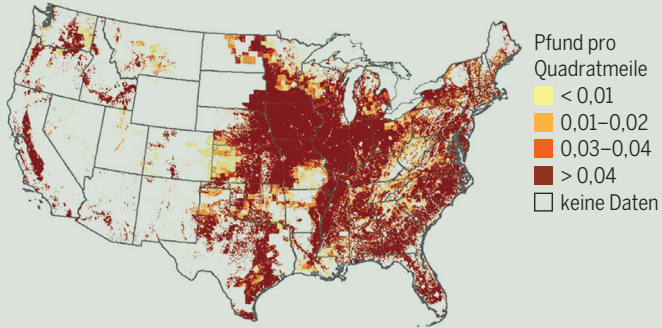 Pfund pro
Quadratmeile
< 0,01
0,01–0,02
0,03–0,04
> 0,04
keine Daten